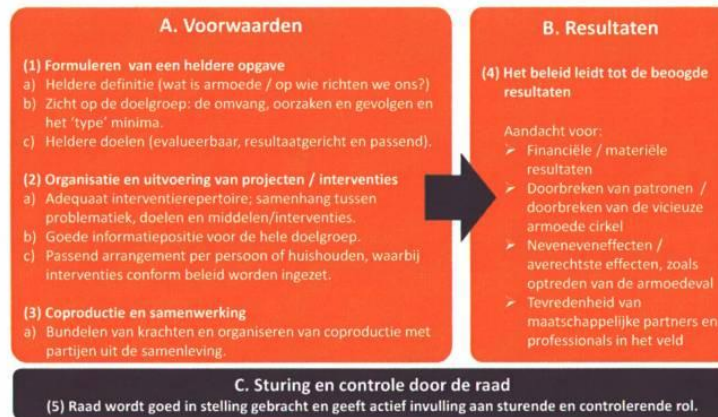 A. Voorwaarden
(1) Formuleren van een heldere opgave
a) Heldere definitie (wat is armoede / op wie richten we ons?)
b) Zicht op de doelgroep: de omvang, oorzaken en gevolgen en
het 'type' minima.
c) Heldere doelen (evalueerbaar, resultaatgericht en passend).
(2) Organisatie en uitvoering van projecten / interventies
a) Adequaat interventierepertoire; samenhang tussen
problematiek, doelen en middelen/interventies.
b) Goede informatiepositie voor de hele doelgroep.
c) Passend arrangement per persoon of huishouden, waarbij
interventies conform beleid worden ingezet.
(3) Coproductie en samenwerking
a) Bundelen van krachten en organiseren van coproductie met
partijen uit de samenleving.
B. Resultaten
(4) Het beleid leidt tot de beoogde
resultaten
Aandacht voor:
➢ Financiële / materiële
resultaten
➢ Doorbreken van patronen /
doorbreken van de vicieuze
armoede cirkel
➢ Neveneveneffecten /
averechtste effecten, zoals
optreden van de armoedeval
➢ Tevredenheid van
maatschappelijke partners en
professionals in het veld
C. Sturing en controle door de raad
(5) Raad wordt goed in stelling gebracht en geeft actief invulling aan sturende en controlerende rol.